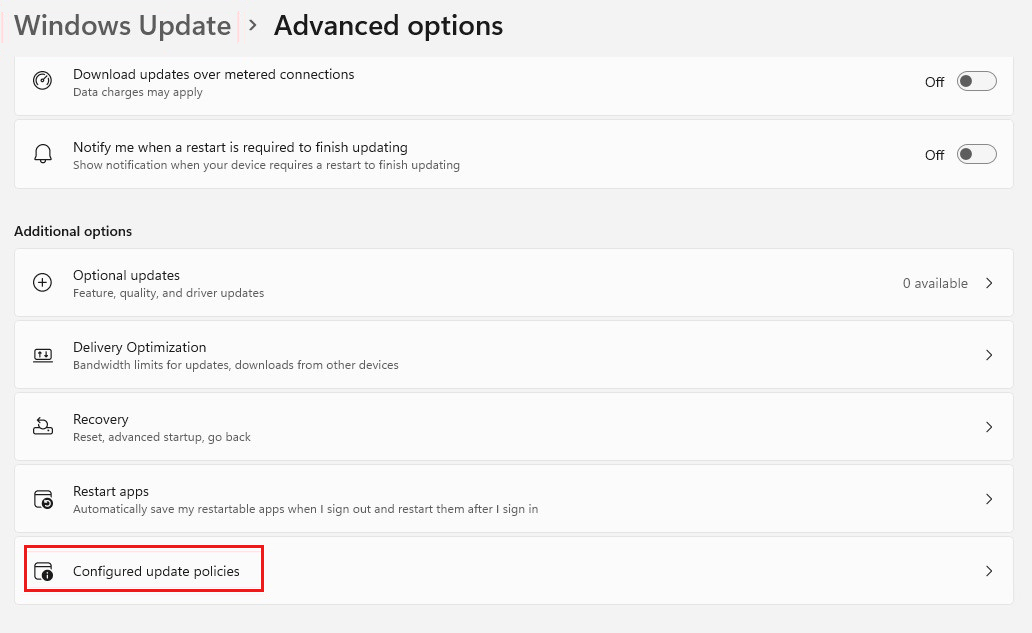 Windows Update > Advanced options
Download updates over metered connections
Data charges may apply
Off
Notify me when a restart is required to finish updating
Show notification when your device requires a restart to finish updating
Off
Additional options
Optional updates
Feature, quality, and driver updates
0 available
Delivery Optimization
Bandwidth limits for updates, downloads from other devices
Recovery
Reset, advanced startup, go back
Restart apps
Automatically save my restartable apps when I sign out and restart them after I sign in
Configured update policies